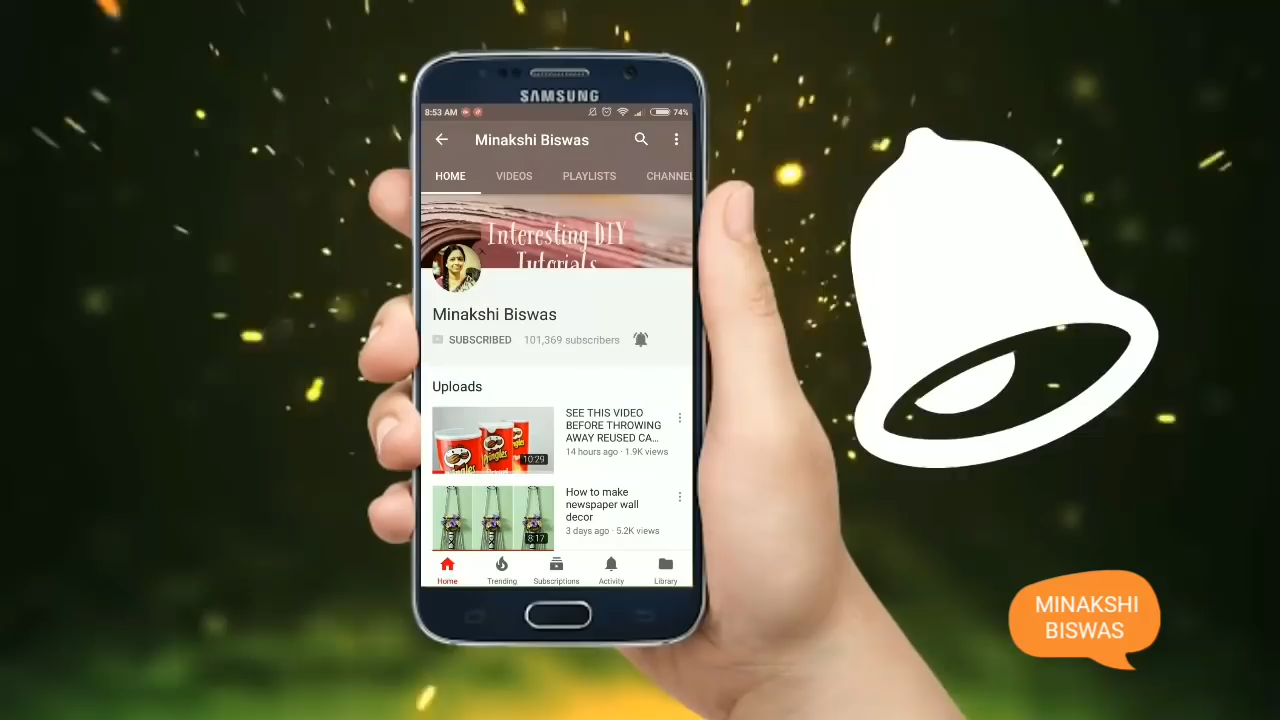 SAMSUNG
8:53 AM
74%
Minakshi Biswas
HOME VIDEOS PLAYLISTS CHANNEL
Interesting DIY
Tutorials
Minakshi Biswas
SUBSCRIBED 101,369 subscribers
Uploads
SEE THIS VIDEO
BEFORE THROWING
AWAY REUSED CA...
14 hours ago · 1.9K views
Pringles
Pringles
10:29
How to make
newspaper wall
decor
3 days ago · 5.2K views
8:17
Home Trending Subscriptions Activity Library
MINAKSHI
BISWAS